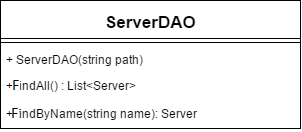 ServerDAO
+ ServerDAO(string path)
+FindAll() : List<Server>
+FindByName(string name): Server